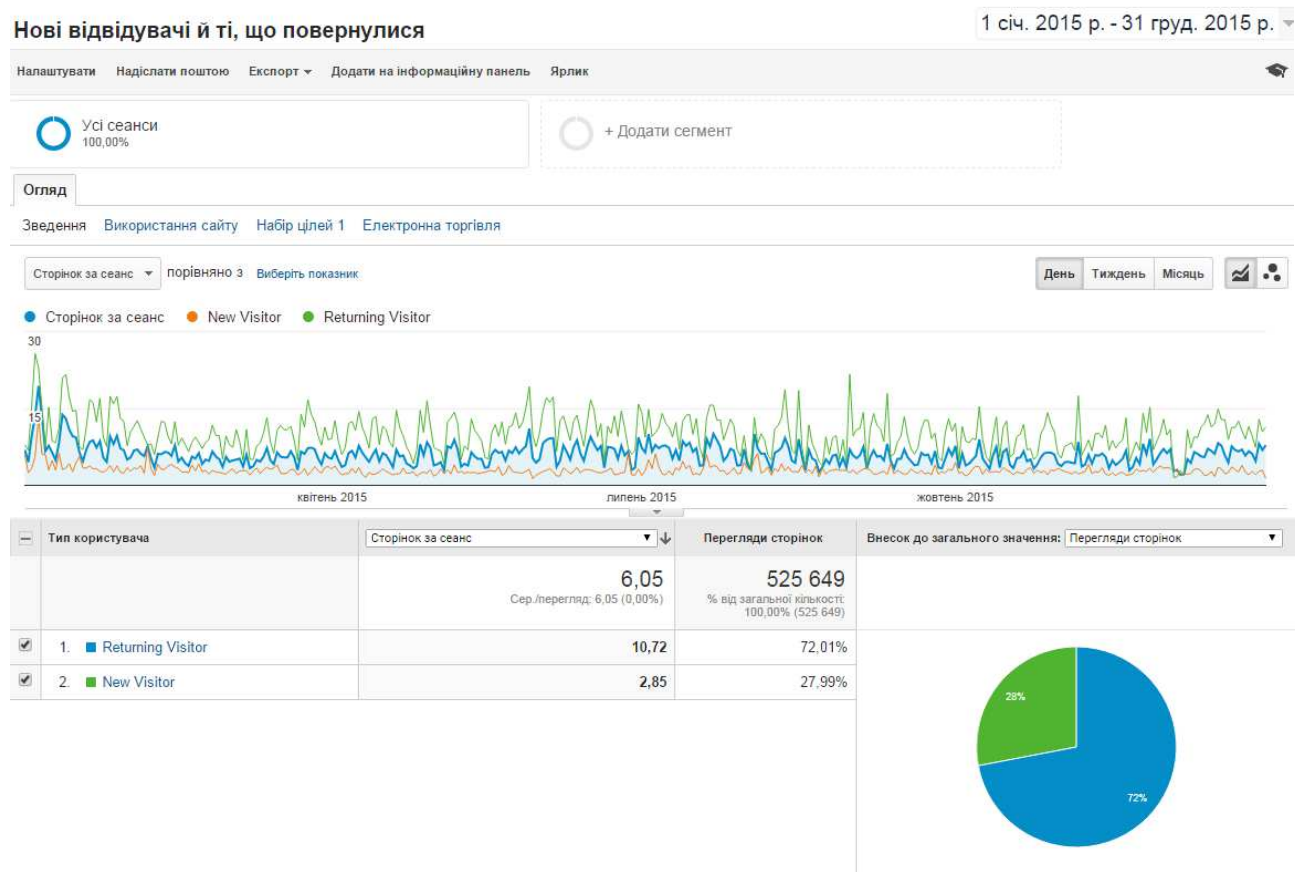 Нові відвідувачі й ті, що повернулися
1 січ. 2015 р. - 31 груд. 2015 р.
Налаштувати Надіслати поштою Експорт Додати на інформаційну панель Ярлик
Усі сеанси
100,00%
+ Додати сегмент
Огляд
Зведення Використання сайту Набір цілей 1 Електронна торгівля
Сторінок за сеанс порівняно з Виберіть показник
День Тиждень Місяць
Сторінок за сеанс New Visitor Returning Visitor
30
15
квітень 2015 липень 2015 жовтень 2015
Тип користувача Сторінок за сеанс Перегляди сторінок Внесок до загального значення: Перегляди сторінок
6,05 525 649
Сер./перегляд: 6,05 (0,00%) % від загальної кількості:
100,00% (525 649)
1. Returning Visitor 10,72 72,01%
2. New Visitor 2,85 27,99%
28%
72%